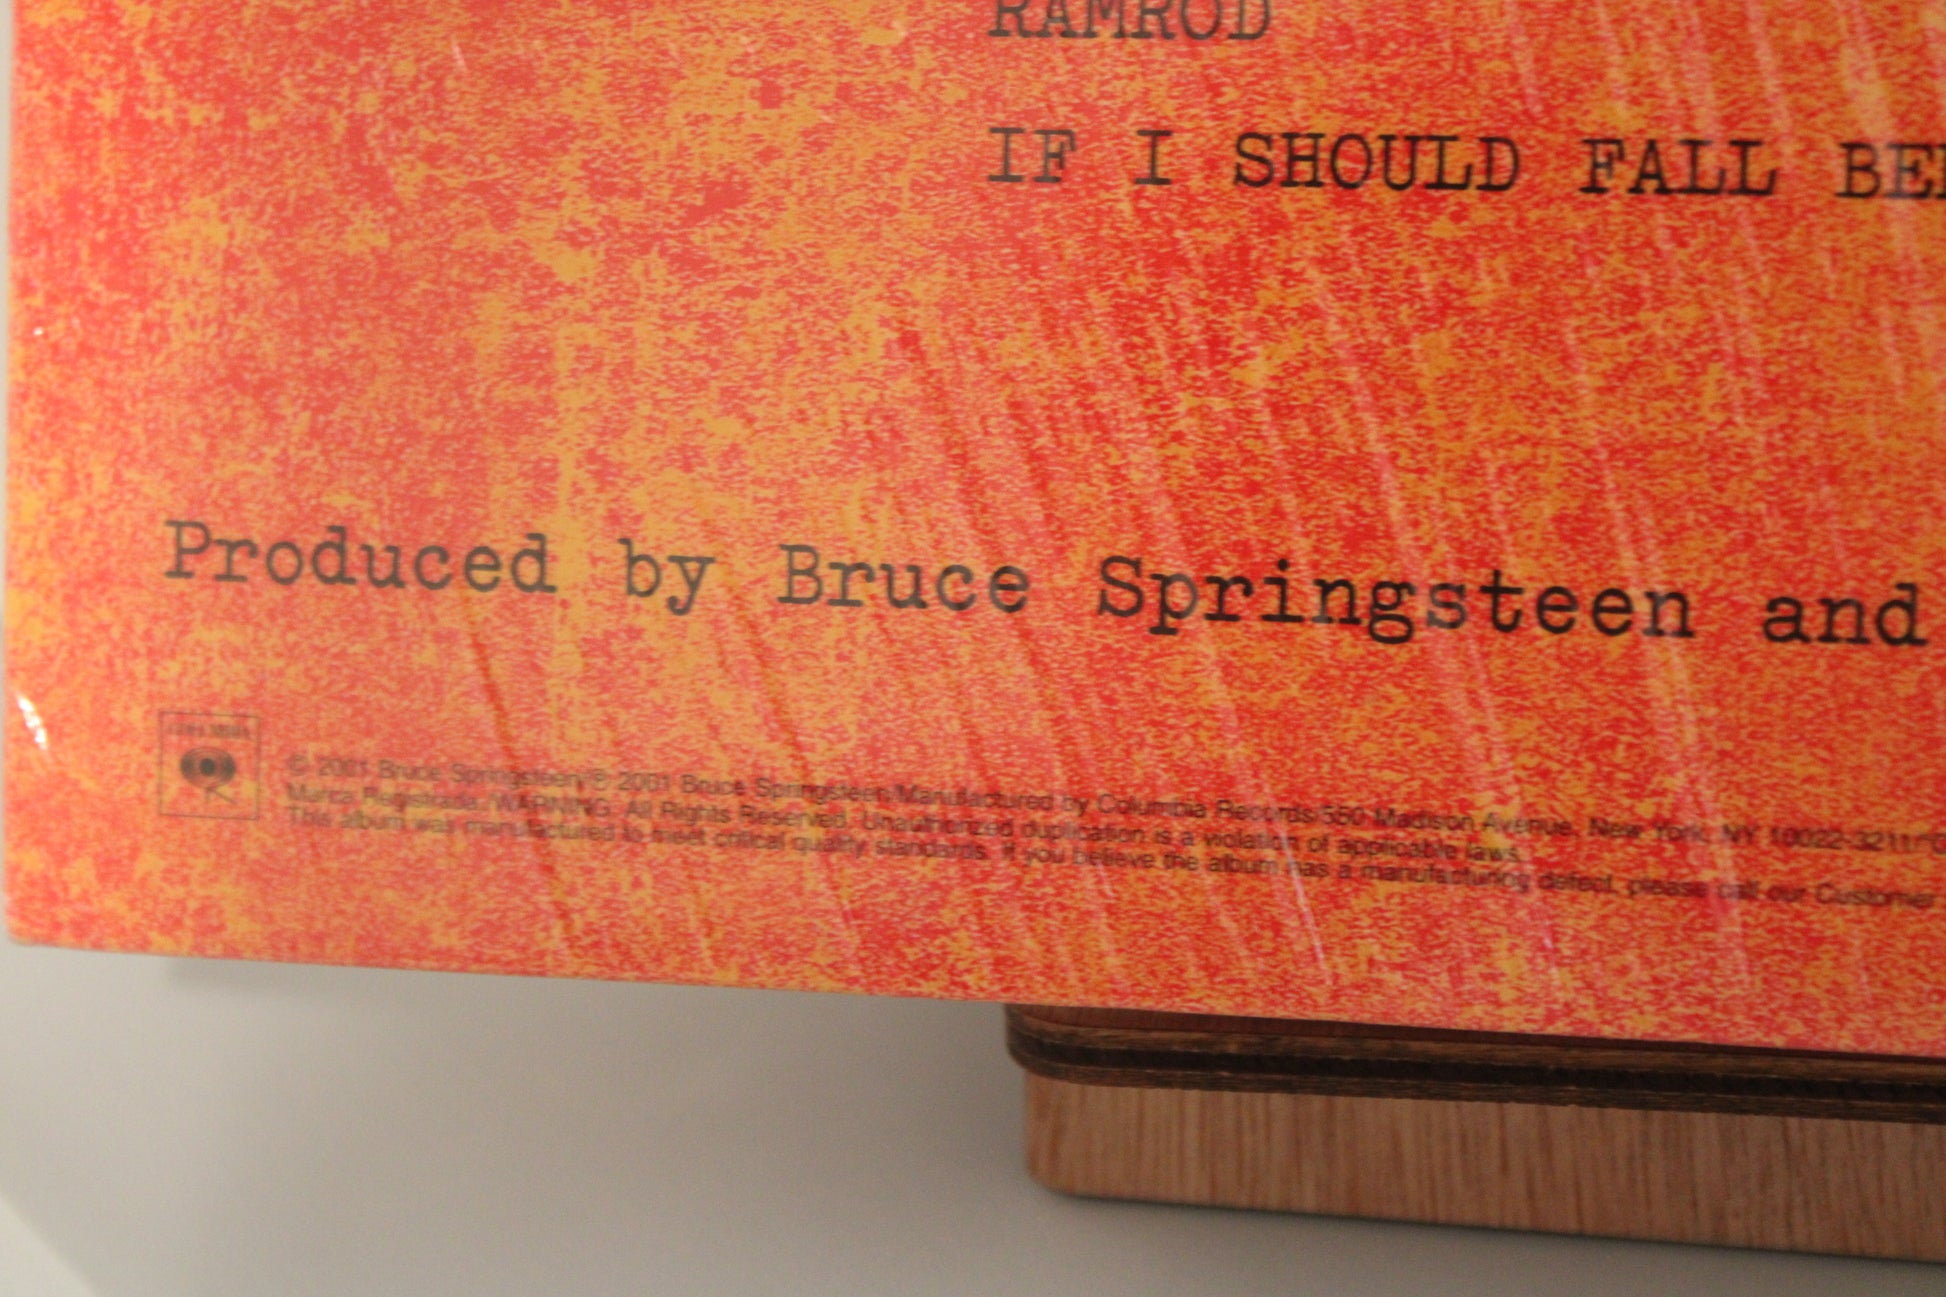 RAMROD
IF I SHOULD FALL BE
Produced by Bruce Springsteen and
COLUMBIA
© 2001 Bruce Springsteen/℗ 2001 Bruce Springsteen/Manufactured by Columbia Records/550 Madison Avenue, New York, NY 10022-3211/"
Marca Registrada./WARNING: All Rights Reserved. Unauthorized duplication is a violation of applicable laws.
This album was manufactured to meet critical quality standards. If you believe the album has a manufacturing defect, please call our Customer